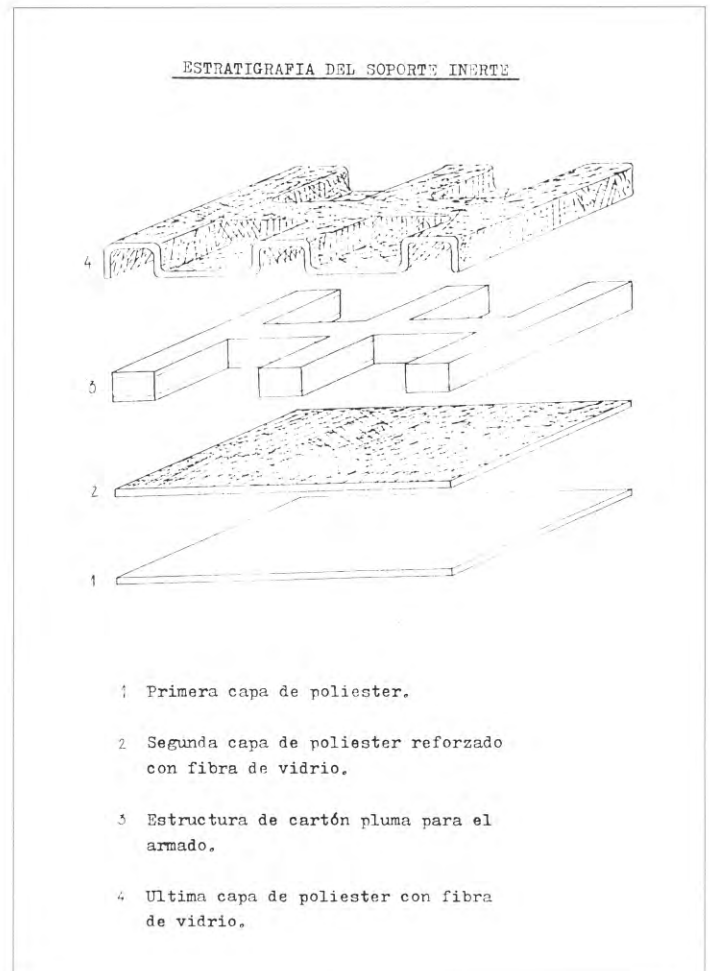 ESTRATIGRAFIA DEL SOPORTE INERTE
4
3
2
1
1 Primera capa de poliester.
2 Segunda capa de poliester reforzado
con fibra de vidrio.
3 Estructura de cartón pluma para el
armado.
4 Ultima capa de poliester con fibra
de vidrio.